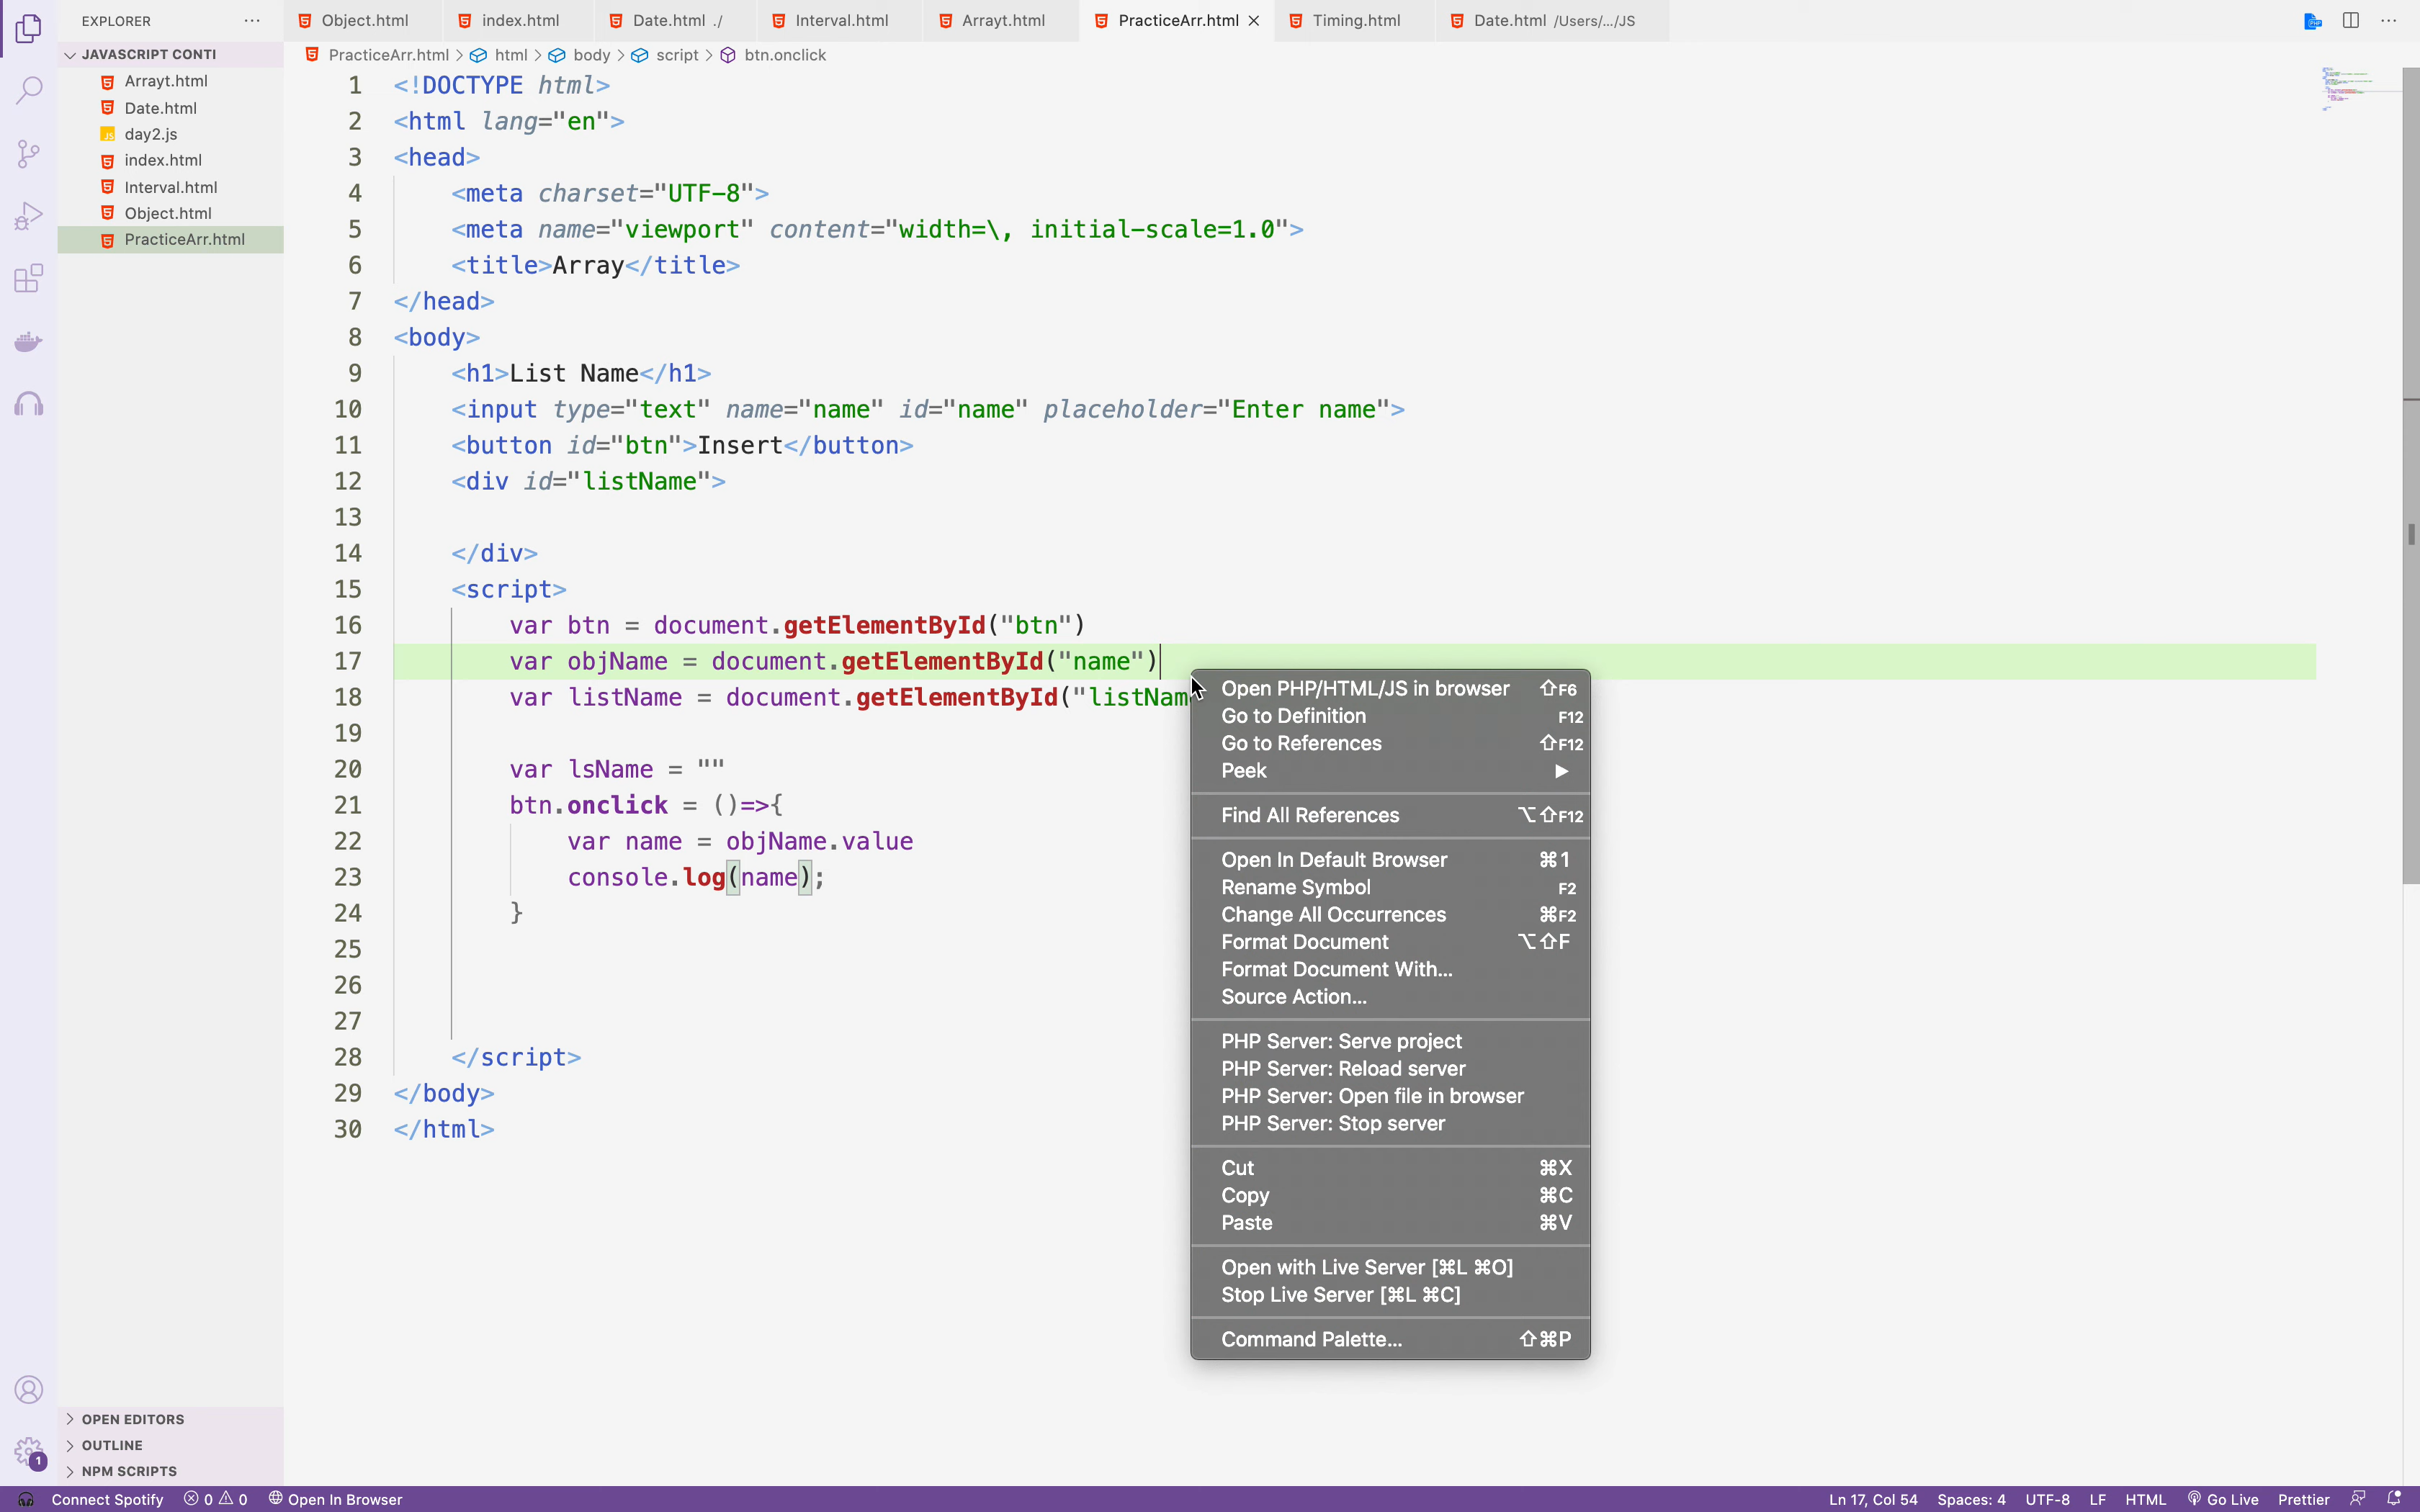 EXPLORER ···
JAVASCRIPT CONTI
Arrayt.html
Date.html
day2.js
index.html
Interval.html
Object.html
PracticeArr.html
OPEN EDITORS
OUTLINE
NPM SCRIPTS
Object.html index.html Date.html ./ Interval.html Arrayt.html PracticeArr.html Timing.html Date.html /Users/.../JS
PracticeArr.html > html > body > script > btn.onclick
1 <!DOCTYPE html>
2 <html lang="en">
3 <head>
4 <meta charset="UTF-8">
5 <meta name="viewport" content="width=\, initial-scale=1.0">
6 <title>Array</title>
7 </head>
8 <body>
9 <h1>List Name</h1>
10 <input type="text" name="name" id="name" placeholder="Enter name">
11 <button id="btn">Insert</button>
12 <div id="listName">
13
14 </div>
15 <script>
16 var btn = document.getElementById("btn")
17 var objName = document.getElementById("name")
18 var listName = document.getElementById("listNam
19
20 var lsName = ""
21 btn.onclick = ()=>{
22 var name = objName.value
23 console.log(name);
24 }
25
26
27
28 </script>
29 </body>
30 </html>
Open PHP/HTML/JS in browser ⇧F6
Go to Definition F12
Go to References ⇧F12
Peek ▶
Find All References ⌥⇧F12
Open In Default Browser ⌘1
Rename Symbol F2
Change All Occurrences ⌘F2
Format Document ⌥⇧F
Format Document With...
Source Action...
PHP Server: Serve project
PHP Server: Reload server
PHP Server: Open file in browser
PHP Server: Stop server
Cut ⌘X
Copy ⌘C
Paste ⌘V
Open with Live Server [⌘L ⌘O]
Stop Live Server [⌘L ⌘C]
Command Palette... ⇧⌘P
1
Connect Spotify 0 0 Open In Browser Ln 17, Col 54 Spaces: 4 UTF-8 LF HTML Go Live Prettier